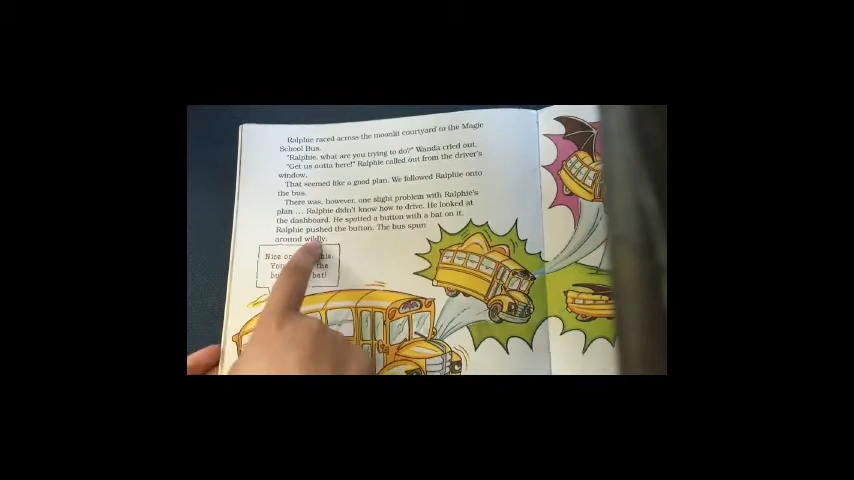 Ralphie raced across the moonlit courtyard to the Magic
School Bus.
"Ralphie, what are you trying to do?" Wanda cried out.
"Get us outta here!" Ralphie called out from the driver's
window.
That seemed like a good plan. We followed Ralphie onto
the bus.
There was, however, one slight problem with Ralphie's
plan ... Ralphie didn't know how to drive. He looked at
the dashboard. He spotted a button with a bat on it.
Ralphie pushed the button. The bus spun
around wildly.
Nice
the
bat!